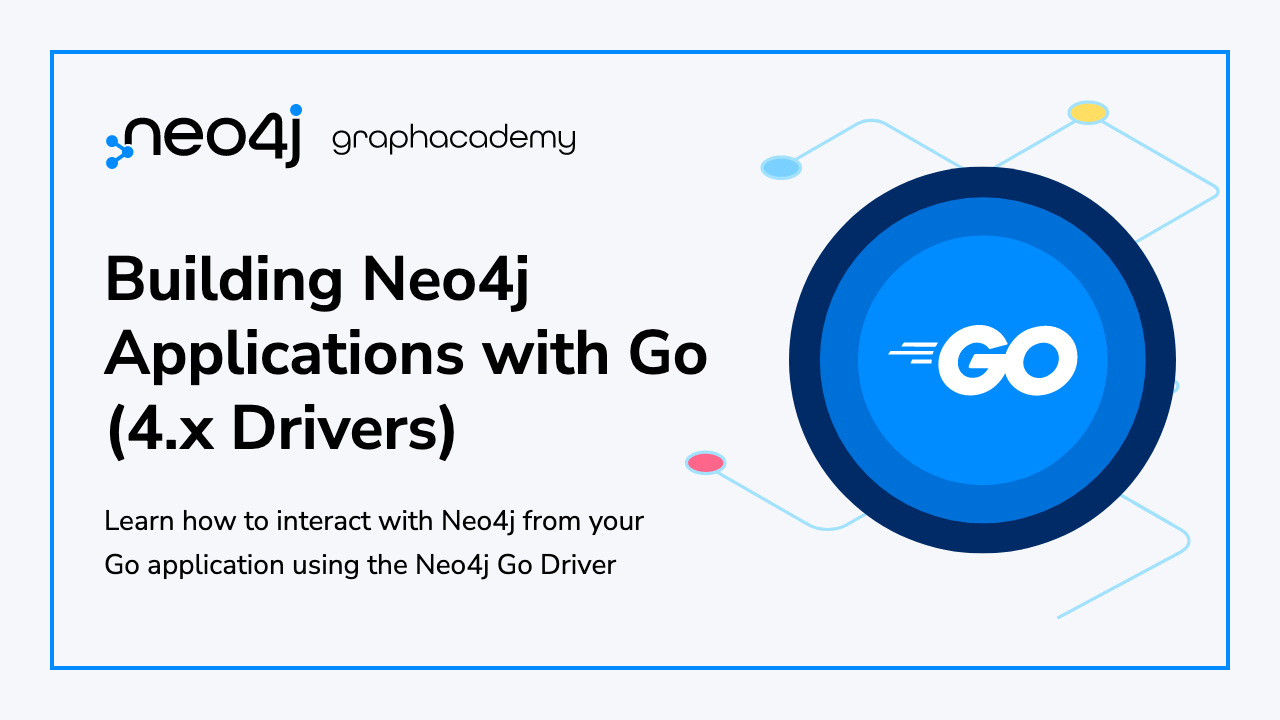 neo4j graphacademy
Building Neo4j
Applications with Go
(4.x Drivers)
Learn how to interact with Neo4j from your
Go application using the Neo4j Go Driver
GO